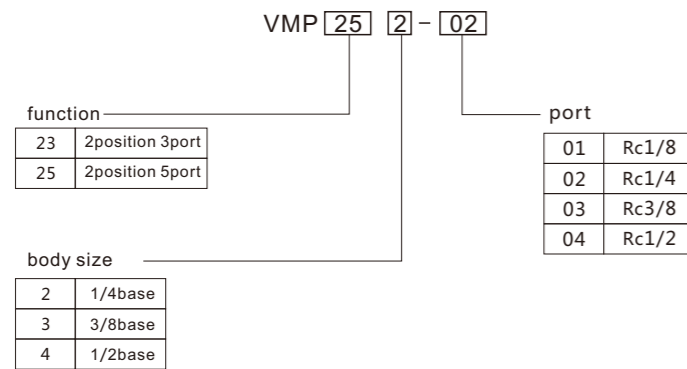 VMP 25 2 - 02
function
23 2position 3port
25 2position 5port
port
01 Rc1/8
02 Rc1/4
03 Rc3/8
04 Rc1/2
body size
2 1/4base
3 3/8base
4 1/2base